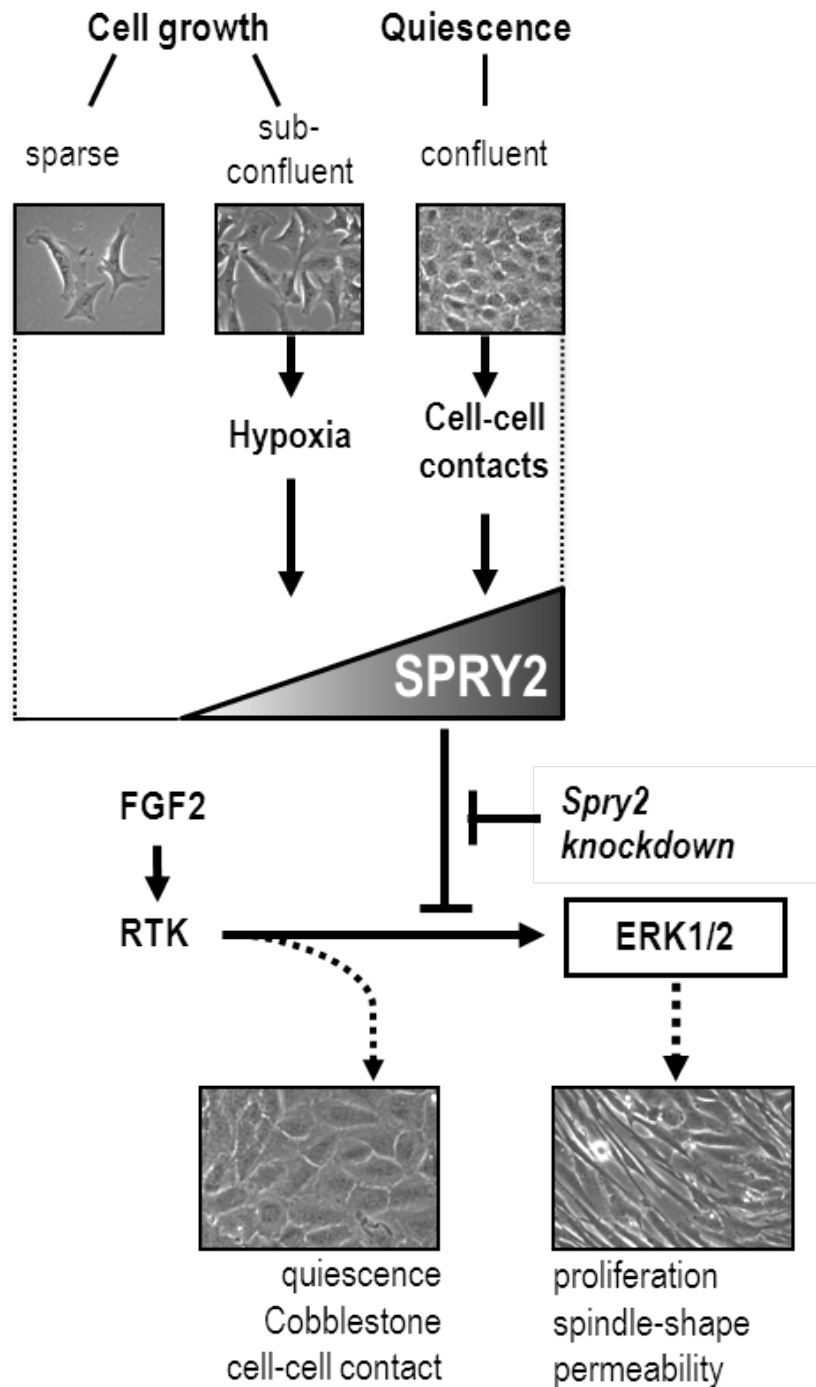 Cell growth
Quiescence
sparse
sub-
confluent
confluent
Hypoxia
Cell-cell
contacts
SPRY2
FGF2
Spry2
knockdown
RTK
ERK1/2
quiescence
Cobblestone
cell-cell contact
proliferation
spindle-shape
permeability